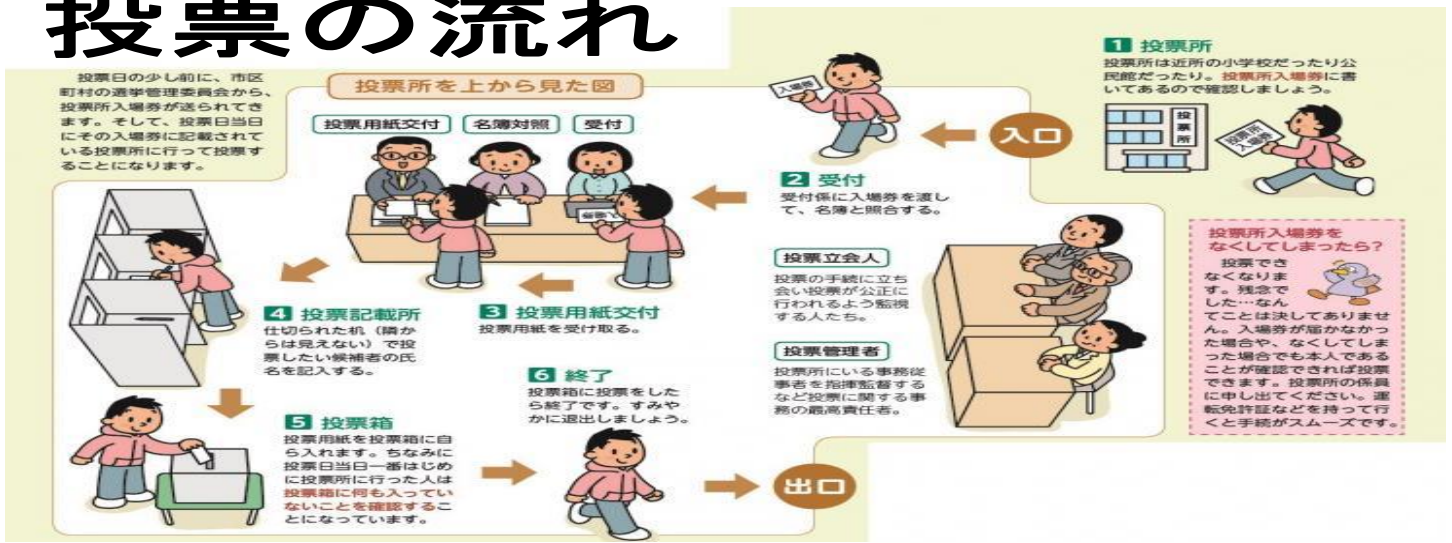 投票の流れ
投票日の少し前に、市区
町村の選挙管理委員会から、
投票所入場券が送られてき
ます。そして、投票日当日
にその入場券に記載されて
いる投票所に行って投票す
ることになります。
投票所を上から見た図
投票用紙交付
名簿対照
受付
入場券
入口
1 投票所
投票所は近所の小学校だったり公
民館だったり。投票所入場券に書
いてあるので確認しましょう。
投票所
投票所
入場券
2 受付
受付係に入場券を渡し
て、名簿と照合する。
3 投票用紙交付
投票用紙を受け取る。
4 投票記載所
仕切られた机（隣か
らは見えない）で投
票したい候補者の氏
名を記入する。
5 投票箱
投票用紙を投票箱に自
ら入れます。ちなみに
投票日当日一番はじめ
に投票所に行った人は
投票箱に何も入ってい
ないことを確認するこ
とになっています。
6 終了
投票箱に投票をした
ら終了です。すみや
かに退出しましょう。
出口
投票立会人
投票の手続に立ち
会い投票が公正に
行われるよう監視
する人たち。
投票管理者
投票所にいる事務従
事者を指揮監督する
など投票に関する事
務の最高責任者。
投票所入場券を
なくしてしまったら？
投票でき
なくなりま
す。残念で
した…なん
てことは決してありませ
ん。入場券が届かなかっ
た場合や、なくしてしま
った場合でも本人である
ことが確認できれば投票
できます。投票所の係員
に申し出てください。運
転免許証などを持って行
くと手続がスムーズです。